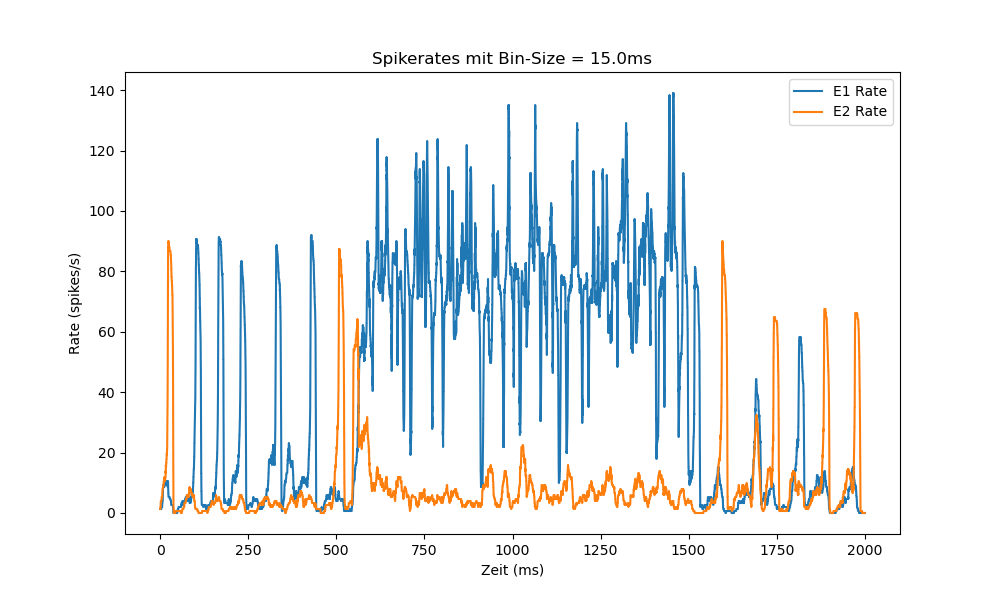 Spikerates mit Bin-Size = 15.0ms
E1 Rate
E2 Rate
140
120
100
80
60
40
20
0
Rate (spikes/s)
0 250 500 750 1000 1250 1500 1750 2000
Zeit (ms)